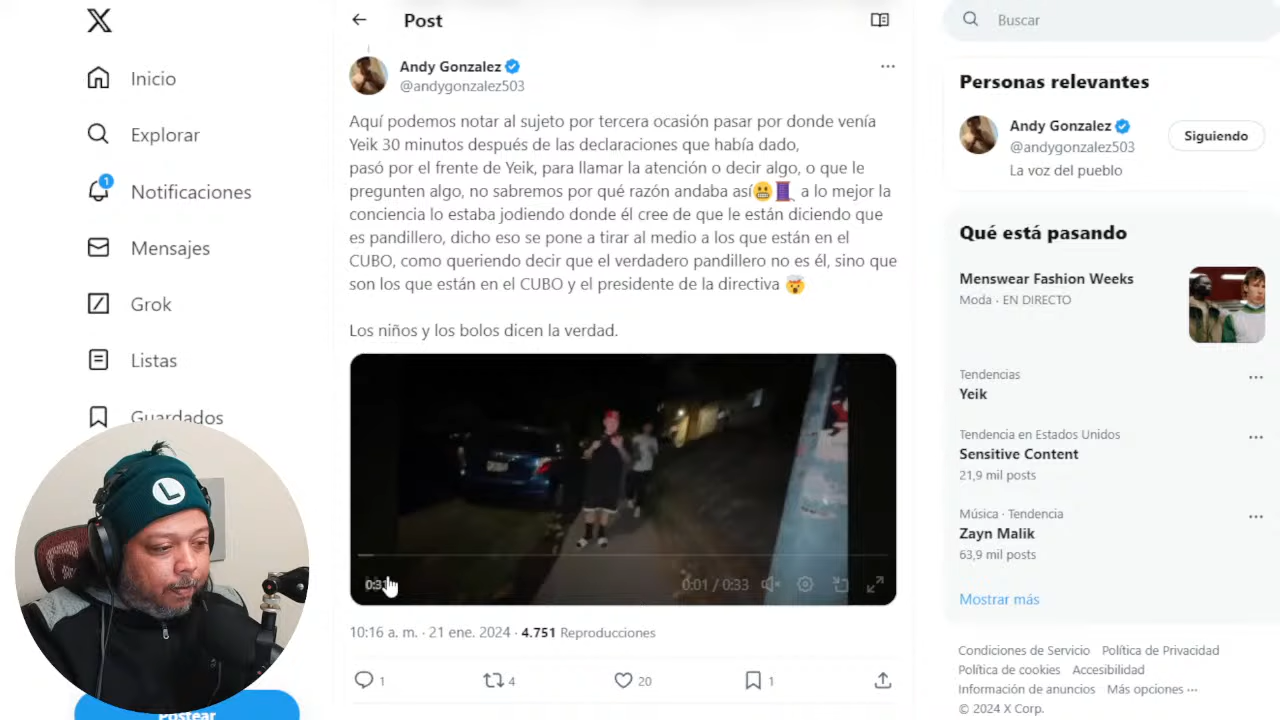 Inicio
Explorar
1
Notificaciones
Mensajes
Grok
Listas
Guardados
Postear
L
Post
Andy Gonzalez
@andygonzalez503
Aquí podemos notar al sujeto por tercera ocasión pasar por donde venía
Yeik 30 minutos después de las declaraciones que había dado,
pasó por el frente de Yeik, para llamar la atención o decir algo, o que le
pregunten algo, no sabremos por qué razón andaba así😬🧵 a lo mejor la
conciencia lo estaba jodiendo donde él cree de que le están diciendo que
es pandillero, dicho eso se pone a tirar al medio a los que están en el
CUBO, como queriendo decir que el verdadero pandillero no es él, sino que
son los que están en el CUBO y el presidente de la directiva 🤯
Los niños y los bolos dicen la verdad.
0:31
0:01 / 0:33
10:16 a. m. · 21 ene. 2024 · 4.751 Reproducciones
1 4 20 1
Buscar
Personas relevantes
Andy Gonzalez
@andygonzalez503
Siguiendo
La voz del pueblo
Qué está pasando
Menswear Fashion Weeks
Moda · EN DIRECTO
Tendencias
Yeik
Tendencia en Estados Unidos
Sensitive Content
21,9 mil posts
Música · Tendencia
Zayn Malik
63,9 mil posts
Mostrar más
Condiciones de Servicio Política de Privacidad
Política de cookies Accesibilidad
Información de anuncios Más opciones ···
© 2024 X Corp.